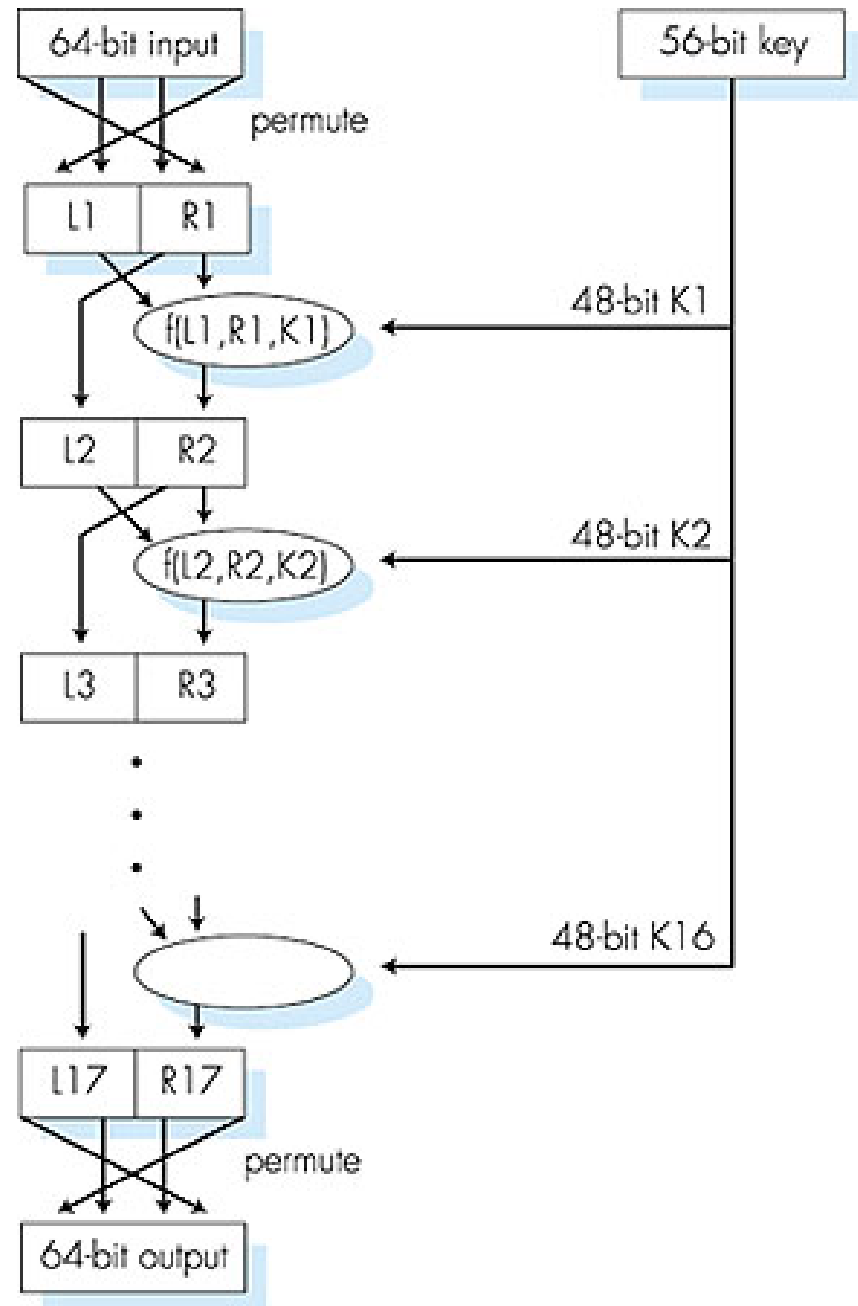 64-bit input
56-bit key
permute
L1 R1
48-bit K1
f(L1,R1,K1)
L2 R2
48-bit K2
f(L2,R2,K2)
L3 R3
48-bit K16
L17 R17
permute
64-bit output